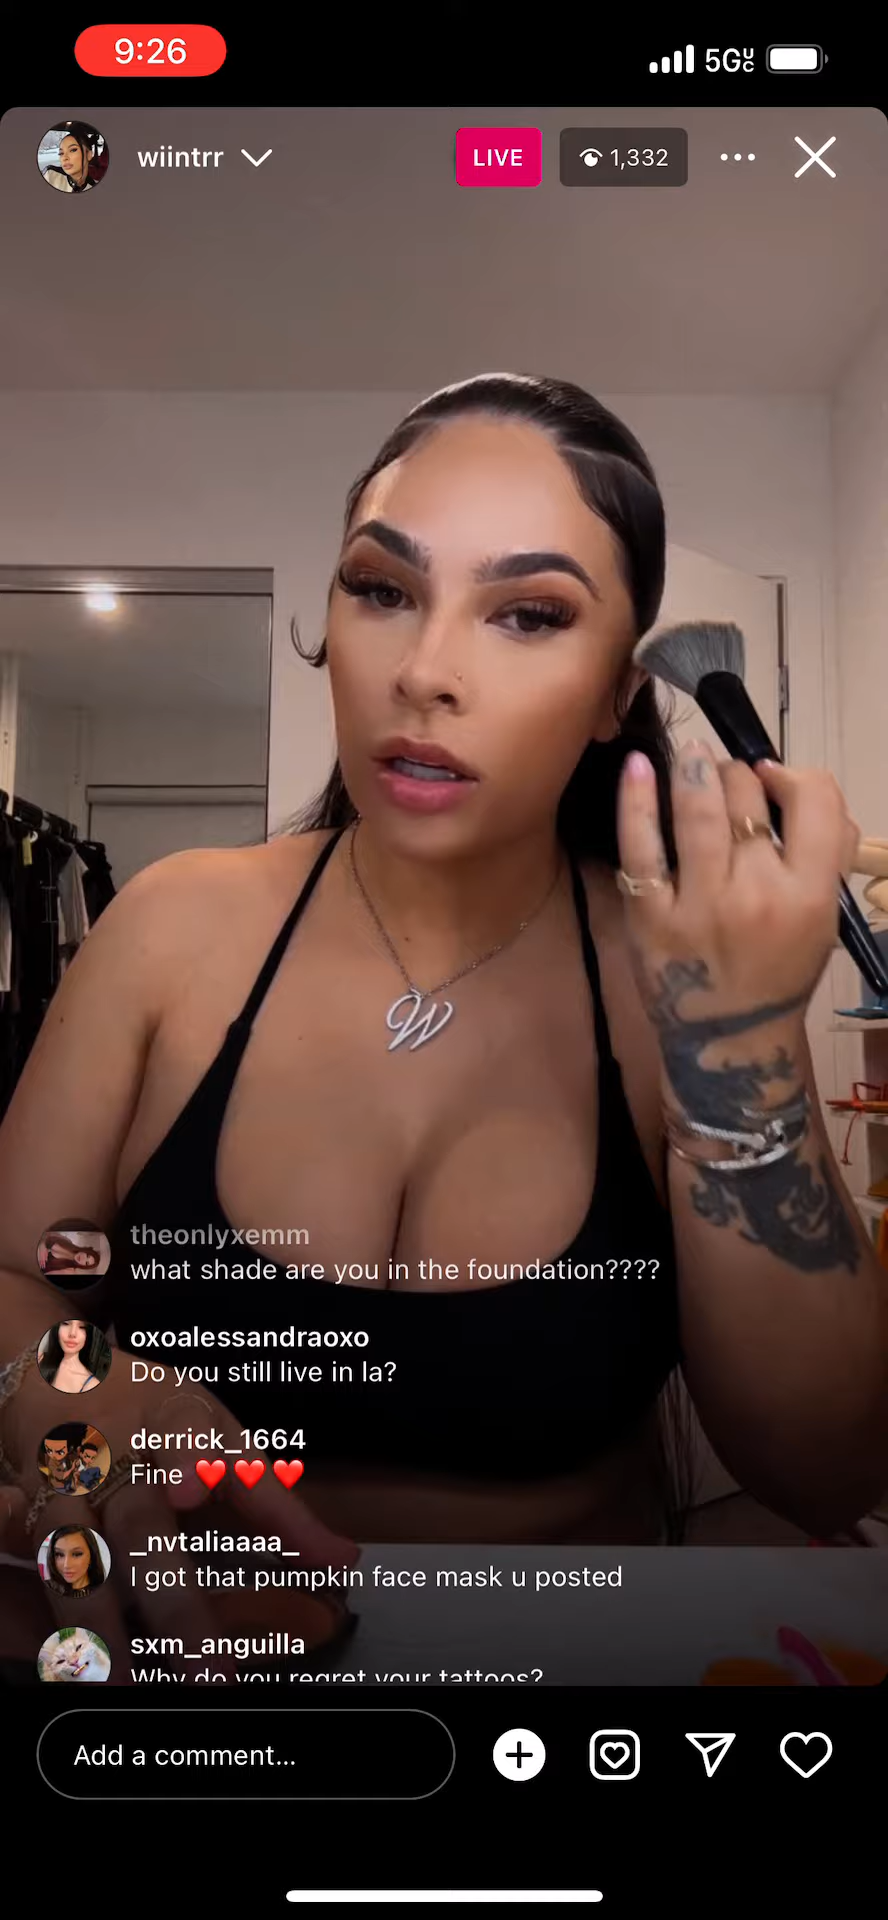 9:26
5GUC
wiintrr
LIVE
1,332
W
theonlyxemm
what shade are you in the foundation????
oxoalessandraoxo
Do you still live in la?
derrick_1664
Fine ❤️❤️❤️
_nvtaliaaaa_
I got that pumpkin face mask u posted
sxm_anguilla
Why do you regret your tattoos?
Add a comment...